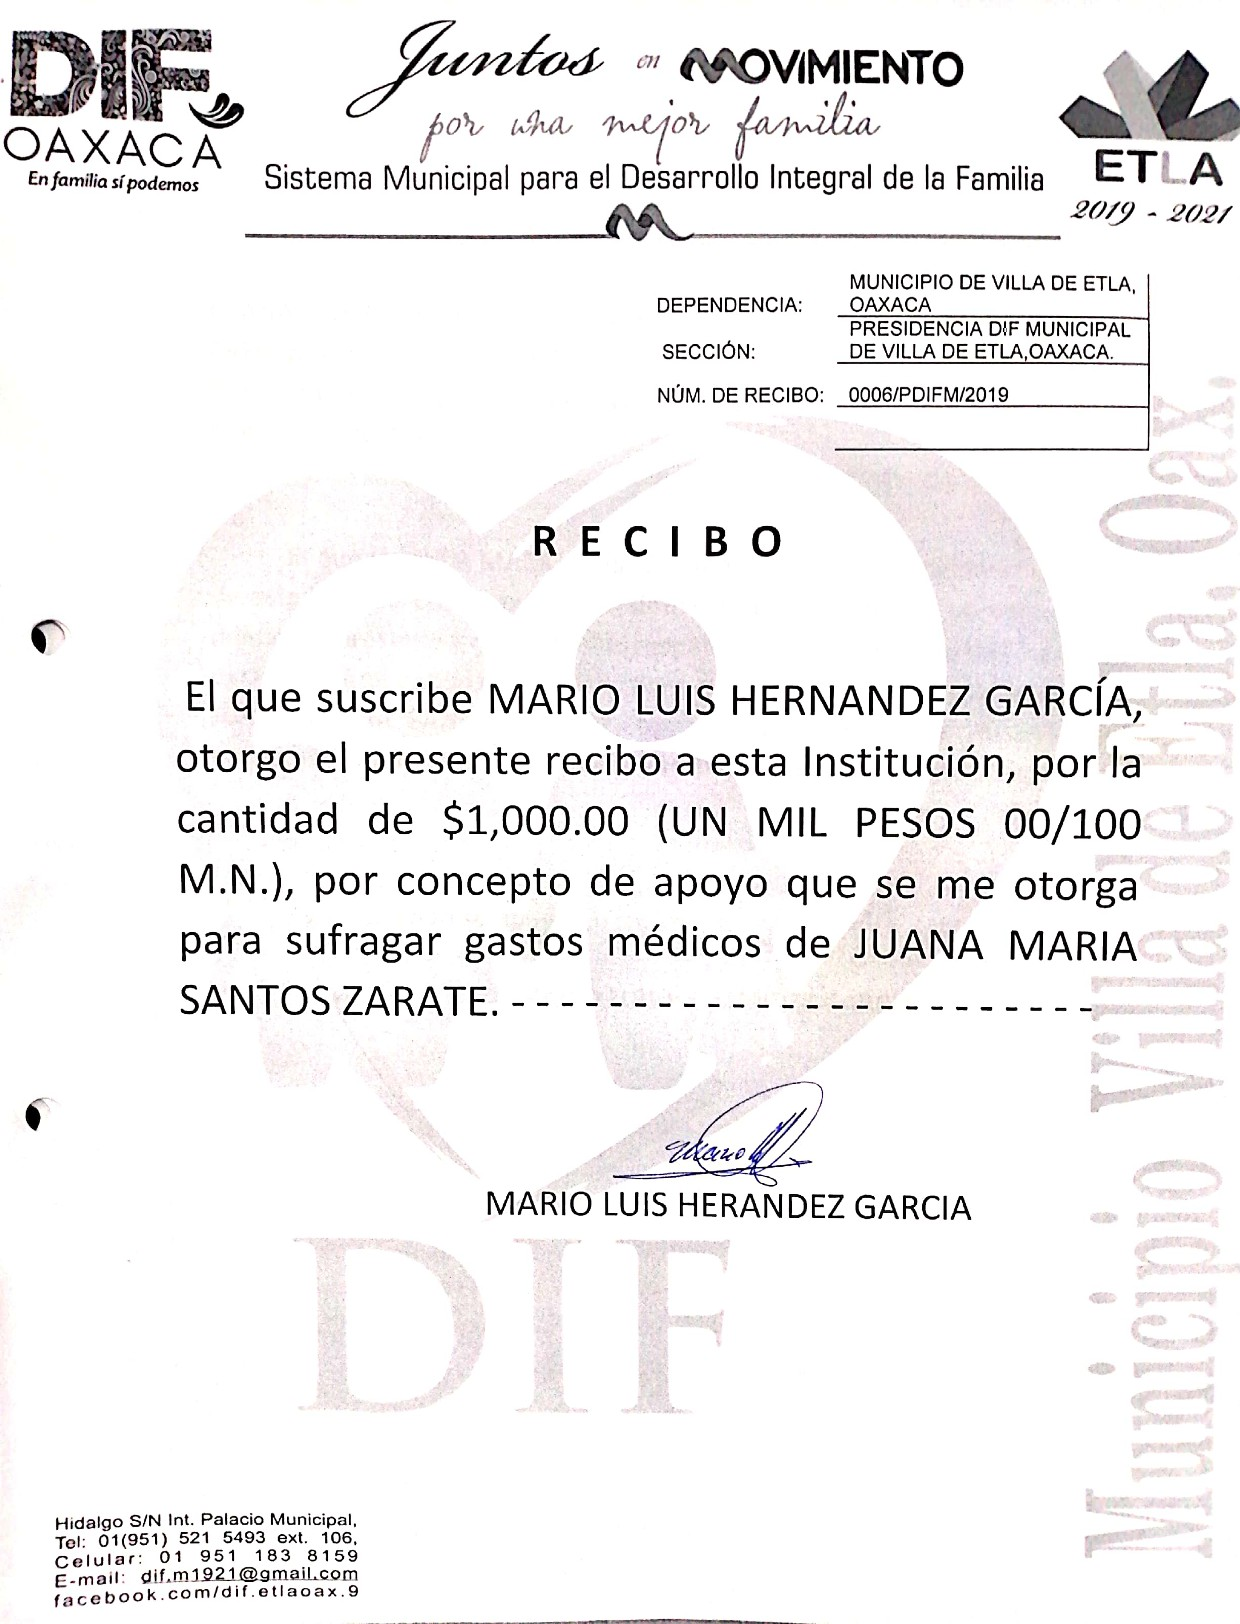 DIF
OAXACA
En familia sí podemos
Juntos en MOVIMIENTO
por una mejor familia
Sistema Municipal para el Desarrollo Integral de la Familia
ETLA
2019 - 2021
DEPENDENCIA: MUNICIPIO DE VILLA DE ETLA, OAXACA
SECCIÓN: PRESIDENCIA DIF MUNICIPAL DE VILLA DE ETLA,OAXACA.
NÚM. DE RECIBO: 0006/PDIFM/2019
RECIBO
El que suscribe MARIO LUIS HERNANDEZ GARCÍA,
otorgo el presente recibo a esta Institución, por la
cantidad de $1,000.00 (UN MIL PESOS 00/100
M.N.), por concepto de apoyo que se me otorga
para sufragar gastos médicos de JUANA MARIA
SANTOS ZARATE. - - - - - - - - - - - - - - - - - - - - - - - - - - - -
MARIO LUIS HERANDEZ GARCIA
DIF
Municipio Villa de Etla, Oax.
Hidalgo S/N Int. Palacio Municipal,
Tel: 01(951) 521 5493 ext. 106,
Celular: 01 951 183 8159
E-mail: dif.m1921@gmail.com
facebook.com/dif.etlaoax.9